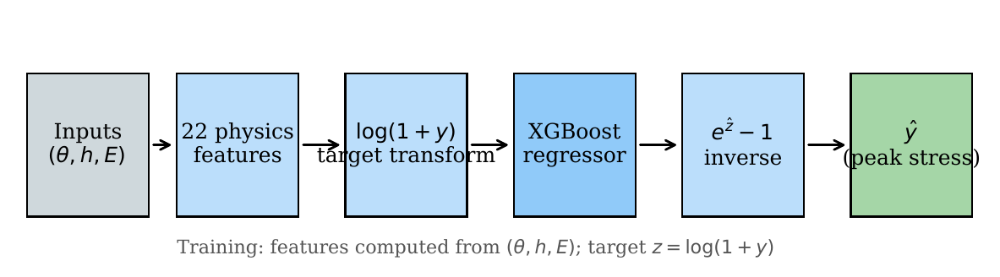 Inputs
(θ, h, E)
22 physics
features
log(1 + y)
target transform
XGBoost
regressor
e^ẑ − 1
inverse
ŷ
(peak stress)
Training: features computed from (θ, h, E); target z = log(1 + y)